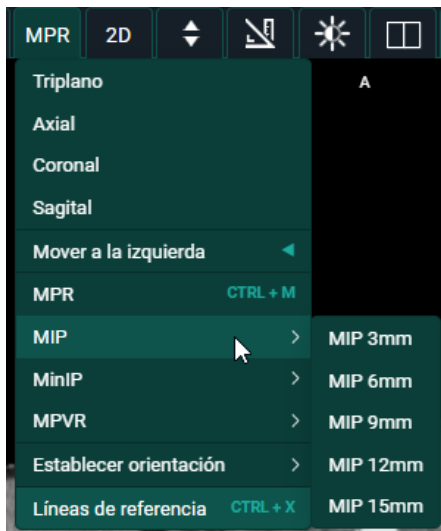 MPR 2D
A
Triplano
Axial
Coronal
Sagital
Mover a la izquierda
MPR CTRL + M
MIP
MIP 3mm
MIP 6mm
MIP 9mm
MIP 12mm
MIP 15mm
MinIP
MPVR
Establecer orientación
Líneas de referencia CTRL + X